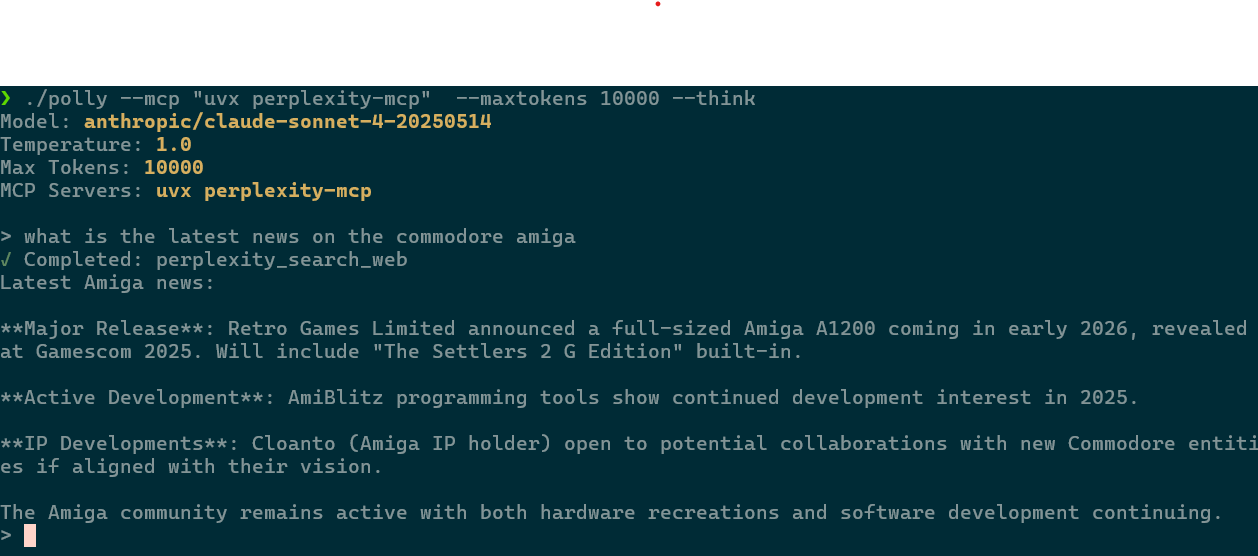 ❯ ./polly --mcp "uvx perplexity-mcp"  --maxtokens 10000 --think
Model: anthropic/claude-sonnet-4-20250514
Temperature: 1.0
Max Tokens: 10000
MCP Servers: uvx perplexity-mcp
> what is the latest news on the commodore amiga
✓ Completed: perplexity_search_web
Latest Amiga news:
**Major Release**: Retro Games Limited announced a full-sized Amiga A1200 coming in early 2026, revealed
at Gamescom 2025. Will include "The Settlers 2 G Edition" built-in.
**Active Development**: AmiBlitz programming tools show continued development interest in 2025.
**IP Developments**: Cloanto (Amiga IP holder) open to potential collaborations with new Commodore entiti
es if aligned with their vision.
The Amiga community remains active with both hardware recreations and software development continuing.
>